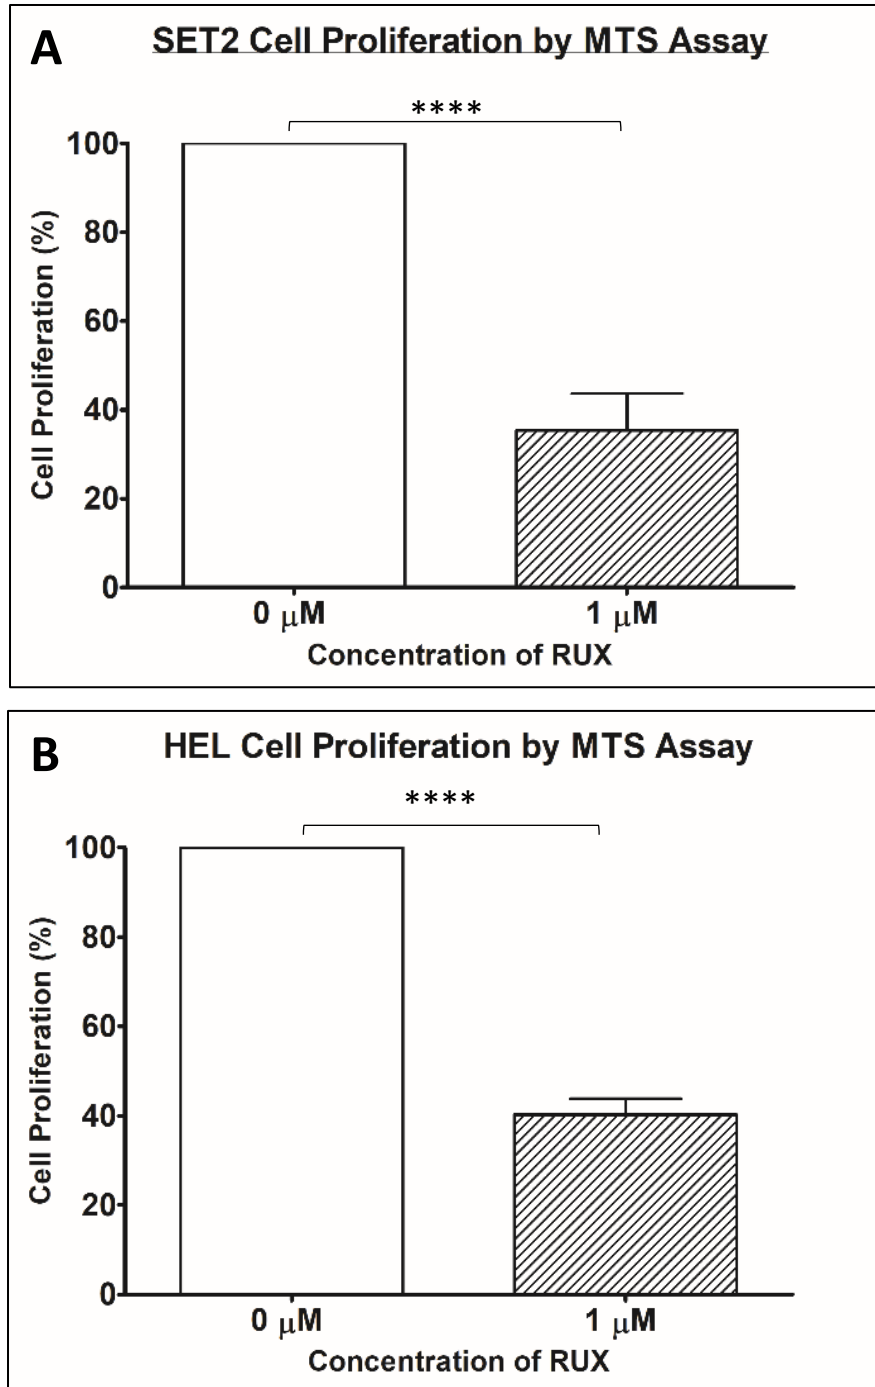 A
SET2 Cell Proliferation by MTS Assay
****
100
80
60
40
20
0
Cell Proliferation (%)
0 μM
1 μM
Concentration of RUX
B
HEL Cell Proliferation by MTS Assay
****
100
80
60
40
20
0
Cell Proliferation (%)
0 μM
1 μM
Concentration of RUX